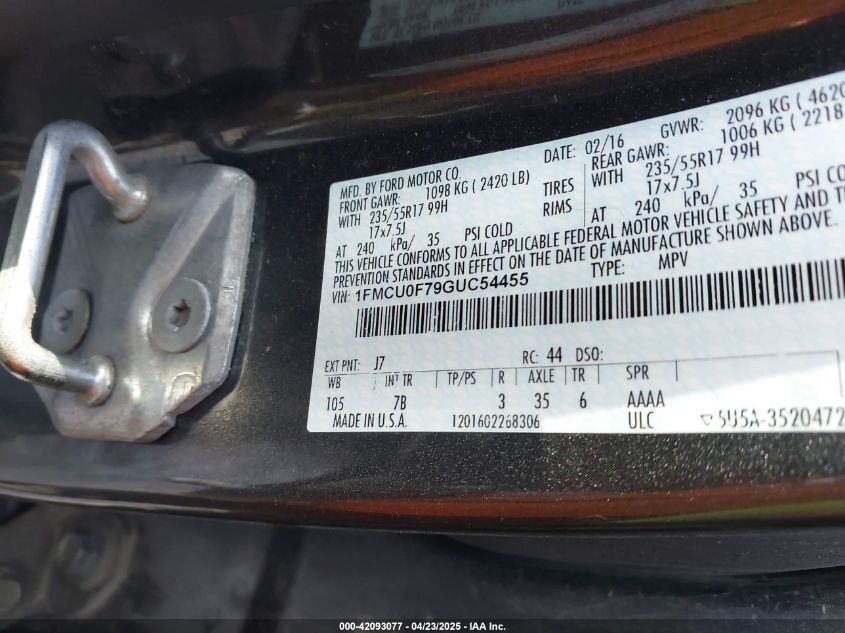 MFD. BY FORD MOTOR CO.
DATE: 02/16 GVWR: 2096 KG ( 4620
FRONT GAWR: 1098 KG ( 2420 LB) REAR GAWR: 1006 KG ( 2218
WITH 235/55R17 99H TIRES WITH 235/55R17 99H
17x7.5J RIMS 17x7.5J
AT 240 kPa/ 35 PSI COLD AT 240 kPa/ 35 PSI CO
THIS VEHICLE CONFORMS TO ALL APPLICABLE FEDERAL MOTOR VEHICLE SAFETY AND
PREVENTION STANDARDS IN EFFECT ON THE DATE OF MANUFACTURE SHOWN ABOVE.
VIN: 1FMCU0F79GUC54455 TYPE: MPV
EXT PNT: J7 RC: 44 DSO:
WB INT TR TP/PS R AXLE TR SPR
105 7B 3 35 6 AAAA
MADE IN U.S.A. 1201602268306 ULC 5U5A-3520472
000-42093077 - 04/23/2025 - IAA Inc.